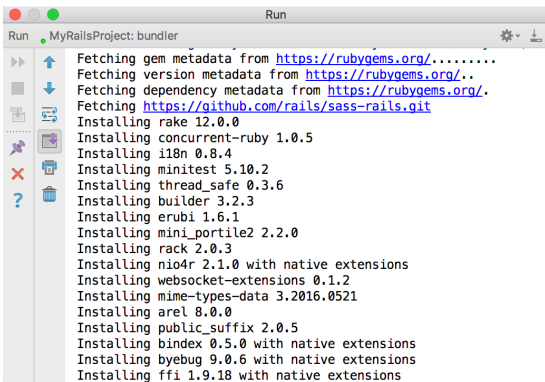 Run
Run MyRailsProject: bundler
Fetching gem metadata from https://rubygems.org/.........
Fetching version metadata from https://rubygems.org/..
Fetching dependency metadata from https://rubygems.org/.
Fetching https://github.com/rails/sass-rails.git
Installing rake 12.0.0
Installing concurrent-ruby 1.0.5
Installing i18n 0.8.4
Installing minitest 5.10.2
Installing thread_safe 0.3.6
Installing builder 3.2.3
Installing erubi 1.6.1
Installing mini_portile2 2.2.0
Installing rack 2.0.3
Installing nio4r 2.1.0 with native extensions
Installing websocket-extensions 0.1.2
Installing mime-types-data 3.2016.0521
Installing arel 8.0.0
Installing public_suffix 2.0.5
Installing bindex 0.5.0 with native extensions
Installing byebug 9.0.6 with native extensions
Installing ffi 1.9.18 with native extensions